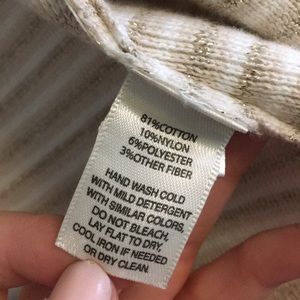 81%COTTON
10%NYLON
6%POLYESTER
3%OTHER FIBER
HAND WASH COLD
WITH MILD DETERGENT
WITH SIMILAR COLORS,
DO NOT BLEACH,
LAY FLAT TO DRY,
COOL IRON IF NEEDED
OR DRY CLEAN.